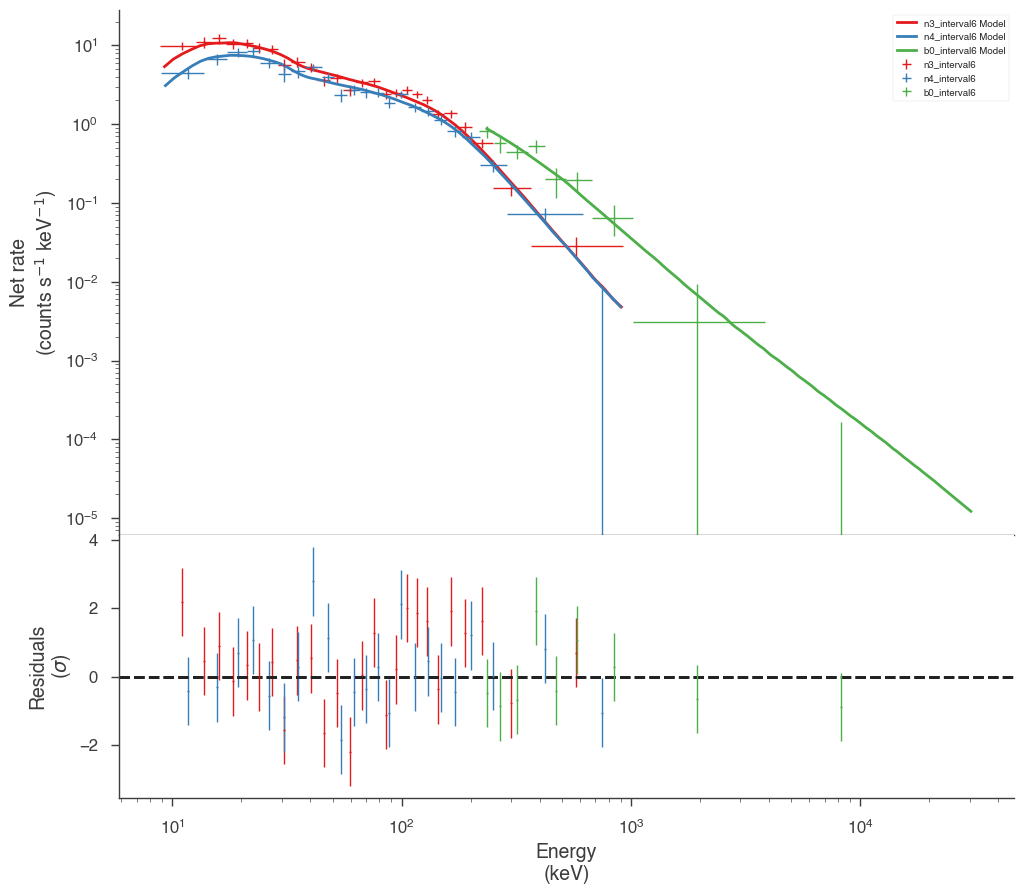 n3_interval6 Model
n4_interval6 Model
b0_interval6 Model
n3_interval6
n4_interval6
b0_interval6
10¹
10⁰
10⁻¹
10⁻²
10⁻³
10⁻⁴
10⁻⁵
Net rate
(counts s⁻¹ keV⁻¹)
4
2
0
−2
Residuals
(σ)
10¹ 10² 10³ 10⁴
Energy
(keV)